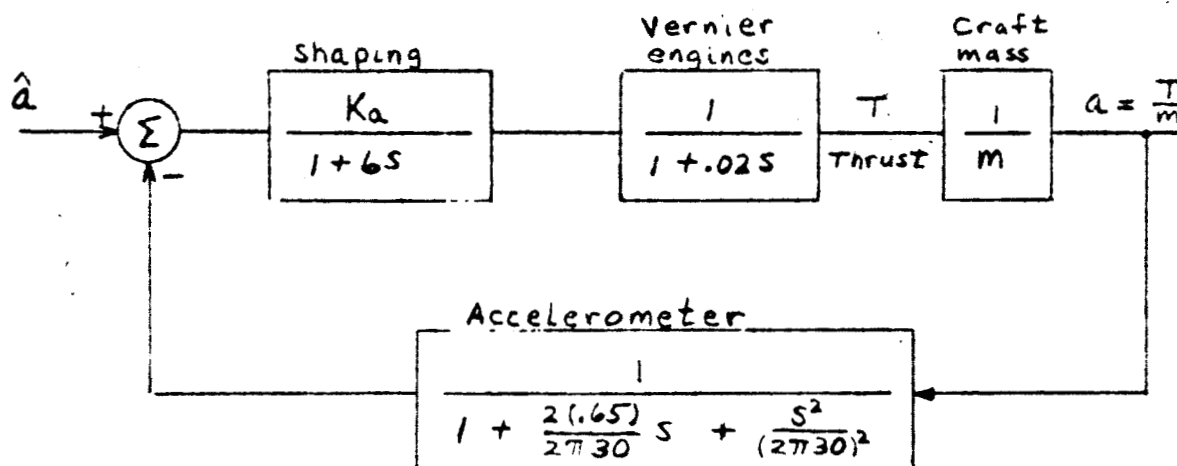 Shaping
Vernier
engines
Craft
mass
â
+
Σ
-
Ka
1 + 6s
1
1 + .02s
T.
Thrust
1
m
a = T/m
Accelerometer
1
1 + 2(.65)/2π30 s + s²/(2π30)²